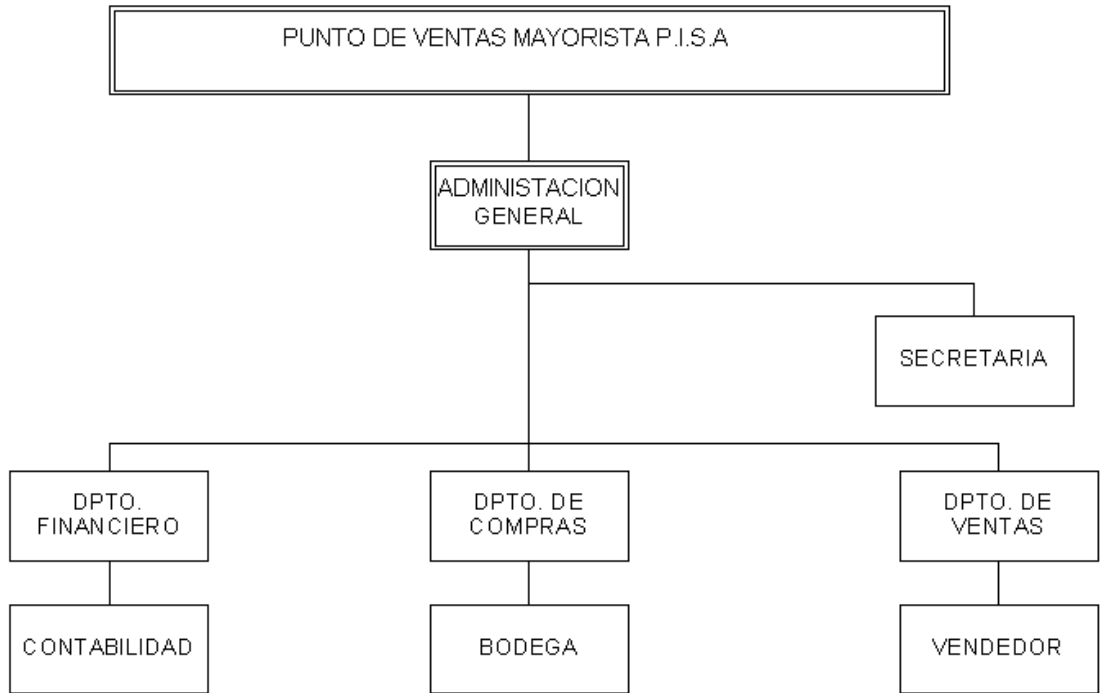 PUNTO DE VENTAS MAYORISTA P.I.S.A
ADMINISTACION
GENERAL
SECRETARIA
DPTO.
FINANCIERO
DPTO. DE
COMPRAS
DPTO. DE
VENTAS
CONTABILIDAD
BODEGA
VENDEDOR